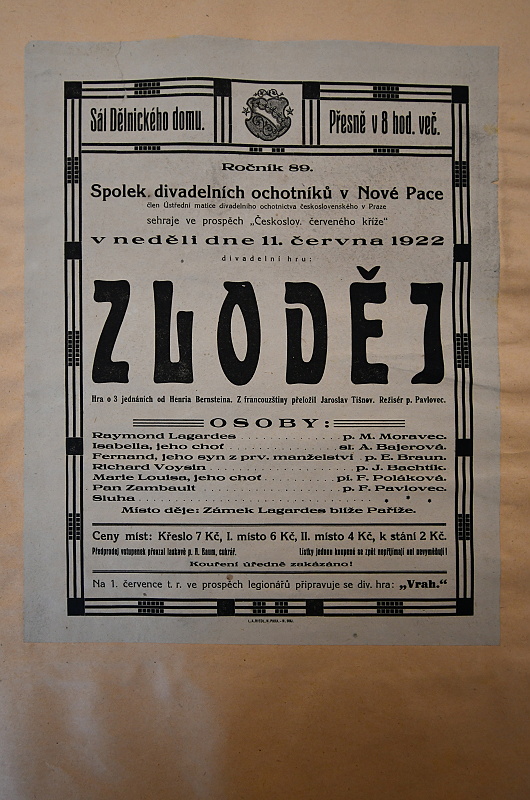 Sál Dělnického domu.
Přesně v 8 hod. več.
Ročník 89.
Spolek divadelních ochotníků v Nové Pace
člen Ústřední matice divadelního ochotnictva československého v Praze
sehraje ve prospěch „Českoslov. červeného kříže"
v neděli dne 11. června 1922
divadelní hru:
ZLODĚJ
Hra o 3 jednáních od Henria Bernsteina. Z francouzštiny přeložil Jaroslav Tišnov. Režisér p. Pavlovec.
OSOBY:
Raymond Lagardes . . . . . . . . . . p. M. Moravec.
Isabella, jeho choť . . . . . . . . . . sl. A. Bajerová.
Fernand, jeho syn z prv. manželství . p. E. Braun.
Richard Voysin . . . . . . . . . . p. J. Bachtík.
Marie Louisa, jeho choť . . . . . . . pí. F. Poláková.
Pan Zambault . . . . . . . . . . p. F. Pavlovec.
Sluha . . . . . . . . . . * * *
Místo děje: Zámek Lagardes blíže Paříže.
Ceny míst: Křeslo 7 Kč, I. místo 6 Kč, II. místo 4 Kč, k stání 2 Kč.
Předprodej vstupenek převzal laskavě p. R. Baum, cukrář. Lístky jednou koupené se zpět nepřijímají ani nevyměňují!
Kouření úředně zakázáno!
Na 1. července t. r. ve prospěch legionářů připravuje se div. hra: „Vrah."